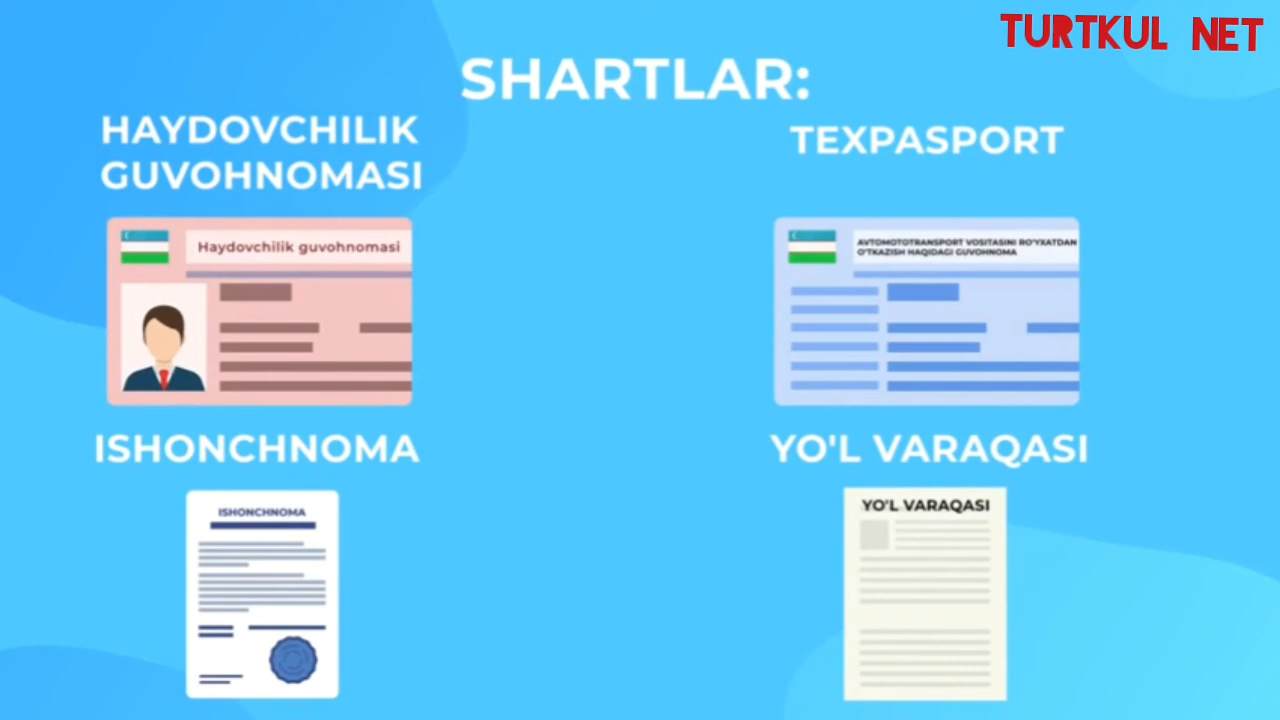 TURTKUL NET
SHARTLAR:
HAYDOVCHILIK
GUVOHNOMASI
TEXPASPORT
Haydovchilik guvohnomasi
AVTOMOTOTRANSPORT VOSITASINI RO'YXATDAN
O'TKAZISH HAQIDAGI GUVOHNOMA
ISHONCHNOMA
YO'L VARAQASI
ISHONCHNOMA
YO'L VARAQASI